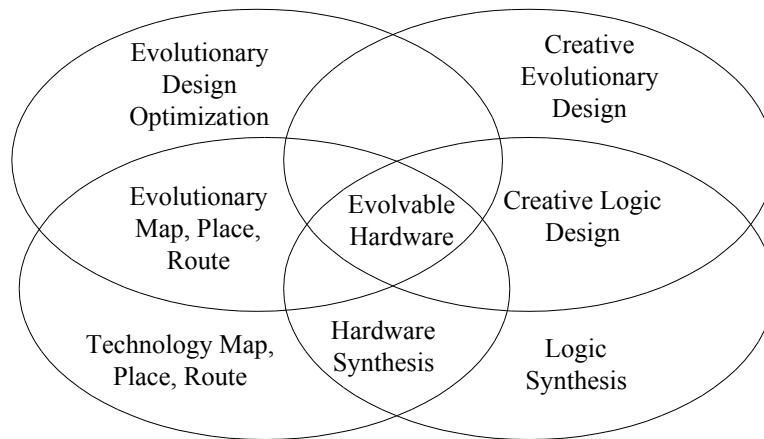 Evolutionary
Design
Optimization
Creative
Evolutionary
Design
Evolutionary
Map, Place,
Route
Evolvable
Hardware
Creative Logic
Design
Technology Map,
Place, Route
Hardware
Synthesis
Logic
Synthesis